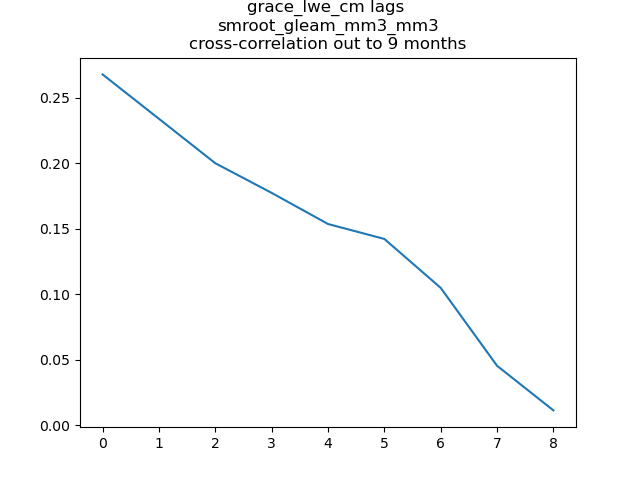 grace_lwe_cm lags
smroot_gleam_mm3_mm3
cross-correlation out to 9 months
0.25
0.20
0.15
0.10
0.05
0.00
0 1 2 3 4 5 6 7 8